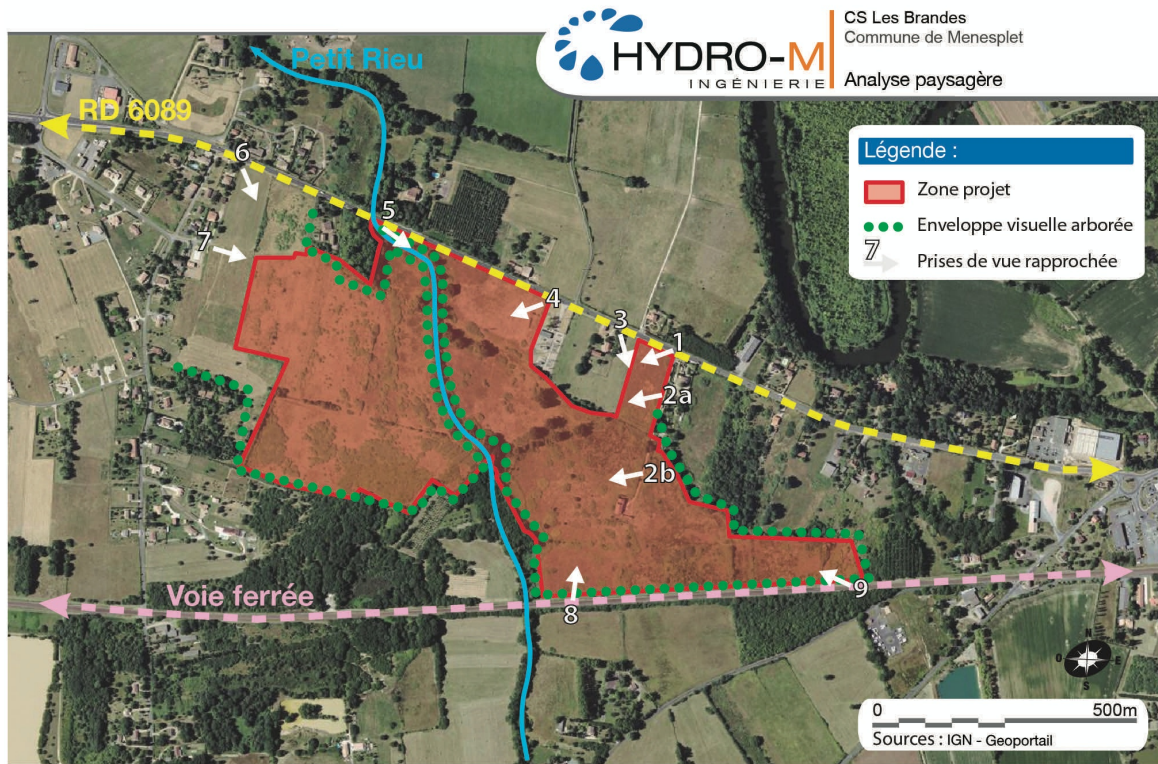 HYDRO-M
INGÉNIERIE
CS Les Brandes
Commune de Menesplet
Analyse paysagère
Petit Rieu
RD 6089
Légende :
Zone projet
Enveloppe visuelle arborée
7
Prises de vue rapprochée
6
5
7
4
3
1
2a
2b
Voie ferrée
8
9
N
O
E
S
0
500m
Sources : IGN - Geoportail